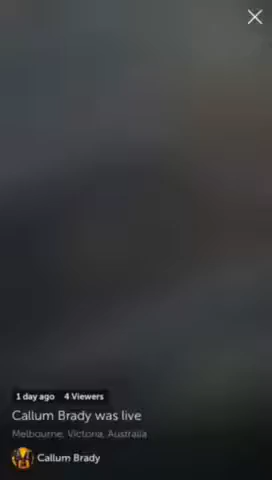 1 day ago 4 Viewers
Callum Brady was live
Melbourne, Victoria, Australia
Callum Brady